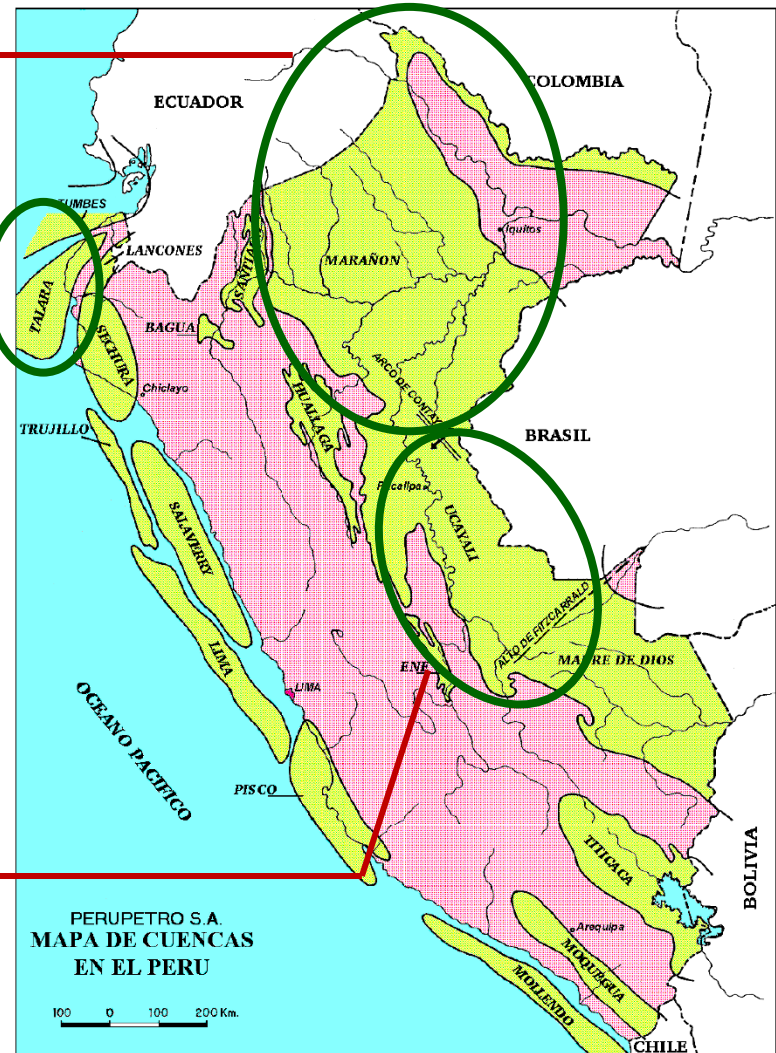 COLOMBIA
ECUADOR
TUMBES
LANCONES
SANTIAGO
MARAÑON
Iquitos
TALARA
BAGUA
SECHURA
Chiclayo
HUALLAGA
ARCO DE CONTAY
TRUJILLO
BRASIL
Pucallpa
UCAYALI
SALAVERRY
ALTO DE FITZCARRALD
LIMA
ENE
MADRE DE DIOS
LIMA
OCEANO PACIFICO
PISCO
TITICACA
BOLIVIA
PERUPETRO S.A.
MAPA DE CUENCAS
EN EL PERU
Arequipa
MOQUEGUA
MOLLENDO
100 0 100 200 Km.
CHILE